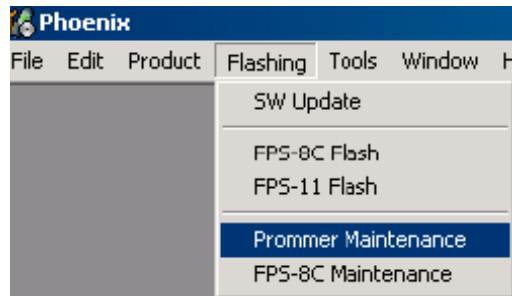 Phoenix
File Edit Product Flashing Tools Window
SW Update
FPS-8C Flash
FPS-11 Flash
Prommer Maintenance
FPS-8C Maintenance